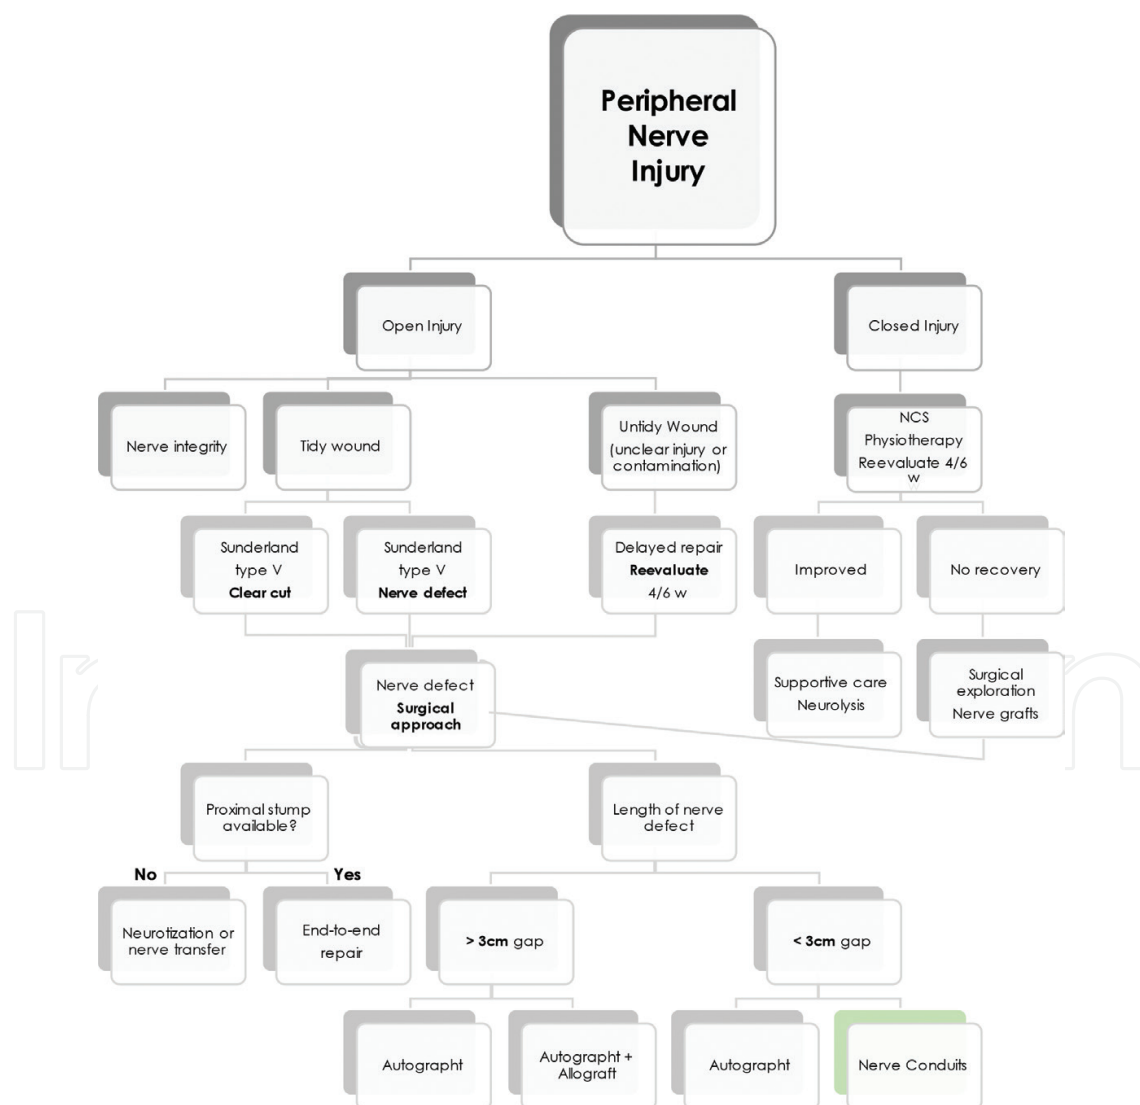 Peripheral
Nerve
Injury
Open Injury
Closed Injury
Nerve integrity
Tidy wound
Untidy Wound
(unclear injury or
contamination)
NCS
Physiotherapy
Reevaluate 4/6
w
Sunderland
type V
Clear cut
Sunderland
type V
Nerve defect
Delayed repair
Reevaluate
4/6 w
Improved
No recovery
Nerve defect
Surgical
approach
Supportive care
Neurolysis
Surgical
exploration
Nerve grafts
Proximal stump
available?
Length of nerve
defect
No
Yes
Neurotization or
nerve transfer
End-to-end
repair
> 3cm gap
< 3cm gap
Autographt
Autographt +
Allograft
Autographt
Nerve Conduits